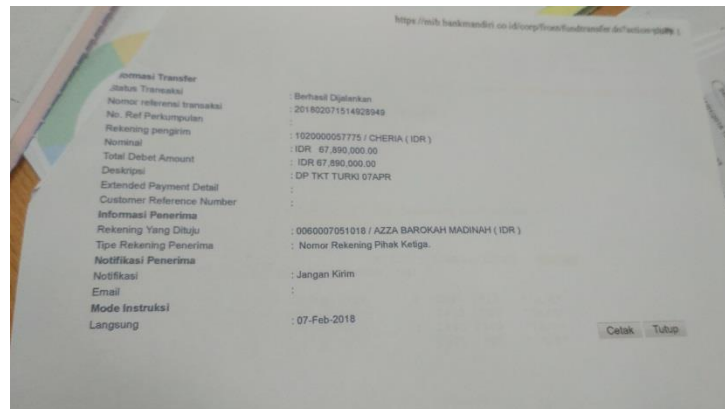 https://mib.bankmandiri.co.id/corp/front/fundtransfer.do?action=
Informasi Transfer
Status Transaksi : Berhasil Dijalankan
Nomor referensi transaksi : 201802071514928949
No. Ref Perkumpulan :
Rekening pengirim : 1020000057775 / CHERIA ( IDR )
Nominal : IDR 67,890,000.00
Total Debet Amount : IDR 67,890,000.00
Deskripsi : DP TKT TURKI 07APR
Extended Payment Detail :
Customer Reference Number :
Informasi Penerima
Rekening Yang Dituju : 0060007051018 / AZZA BAROKAH MADINAH ( IDR )
Tipe Rekening Penerima : Nomor Rekening Pihak Ketiga.
Notifikasi Penerima
Notifikasi : Jangan Kirim
Email :
Mode Instruksi
Langsung : 07-Feb-2018
Cetak Tutup